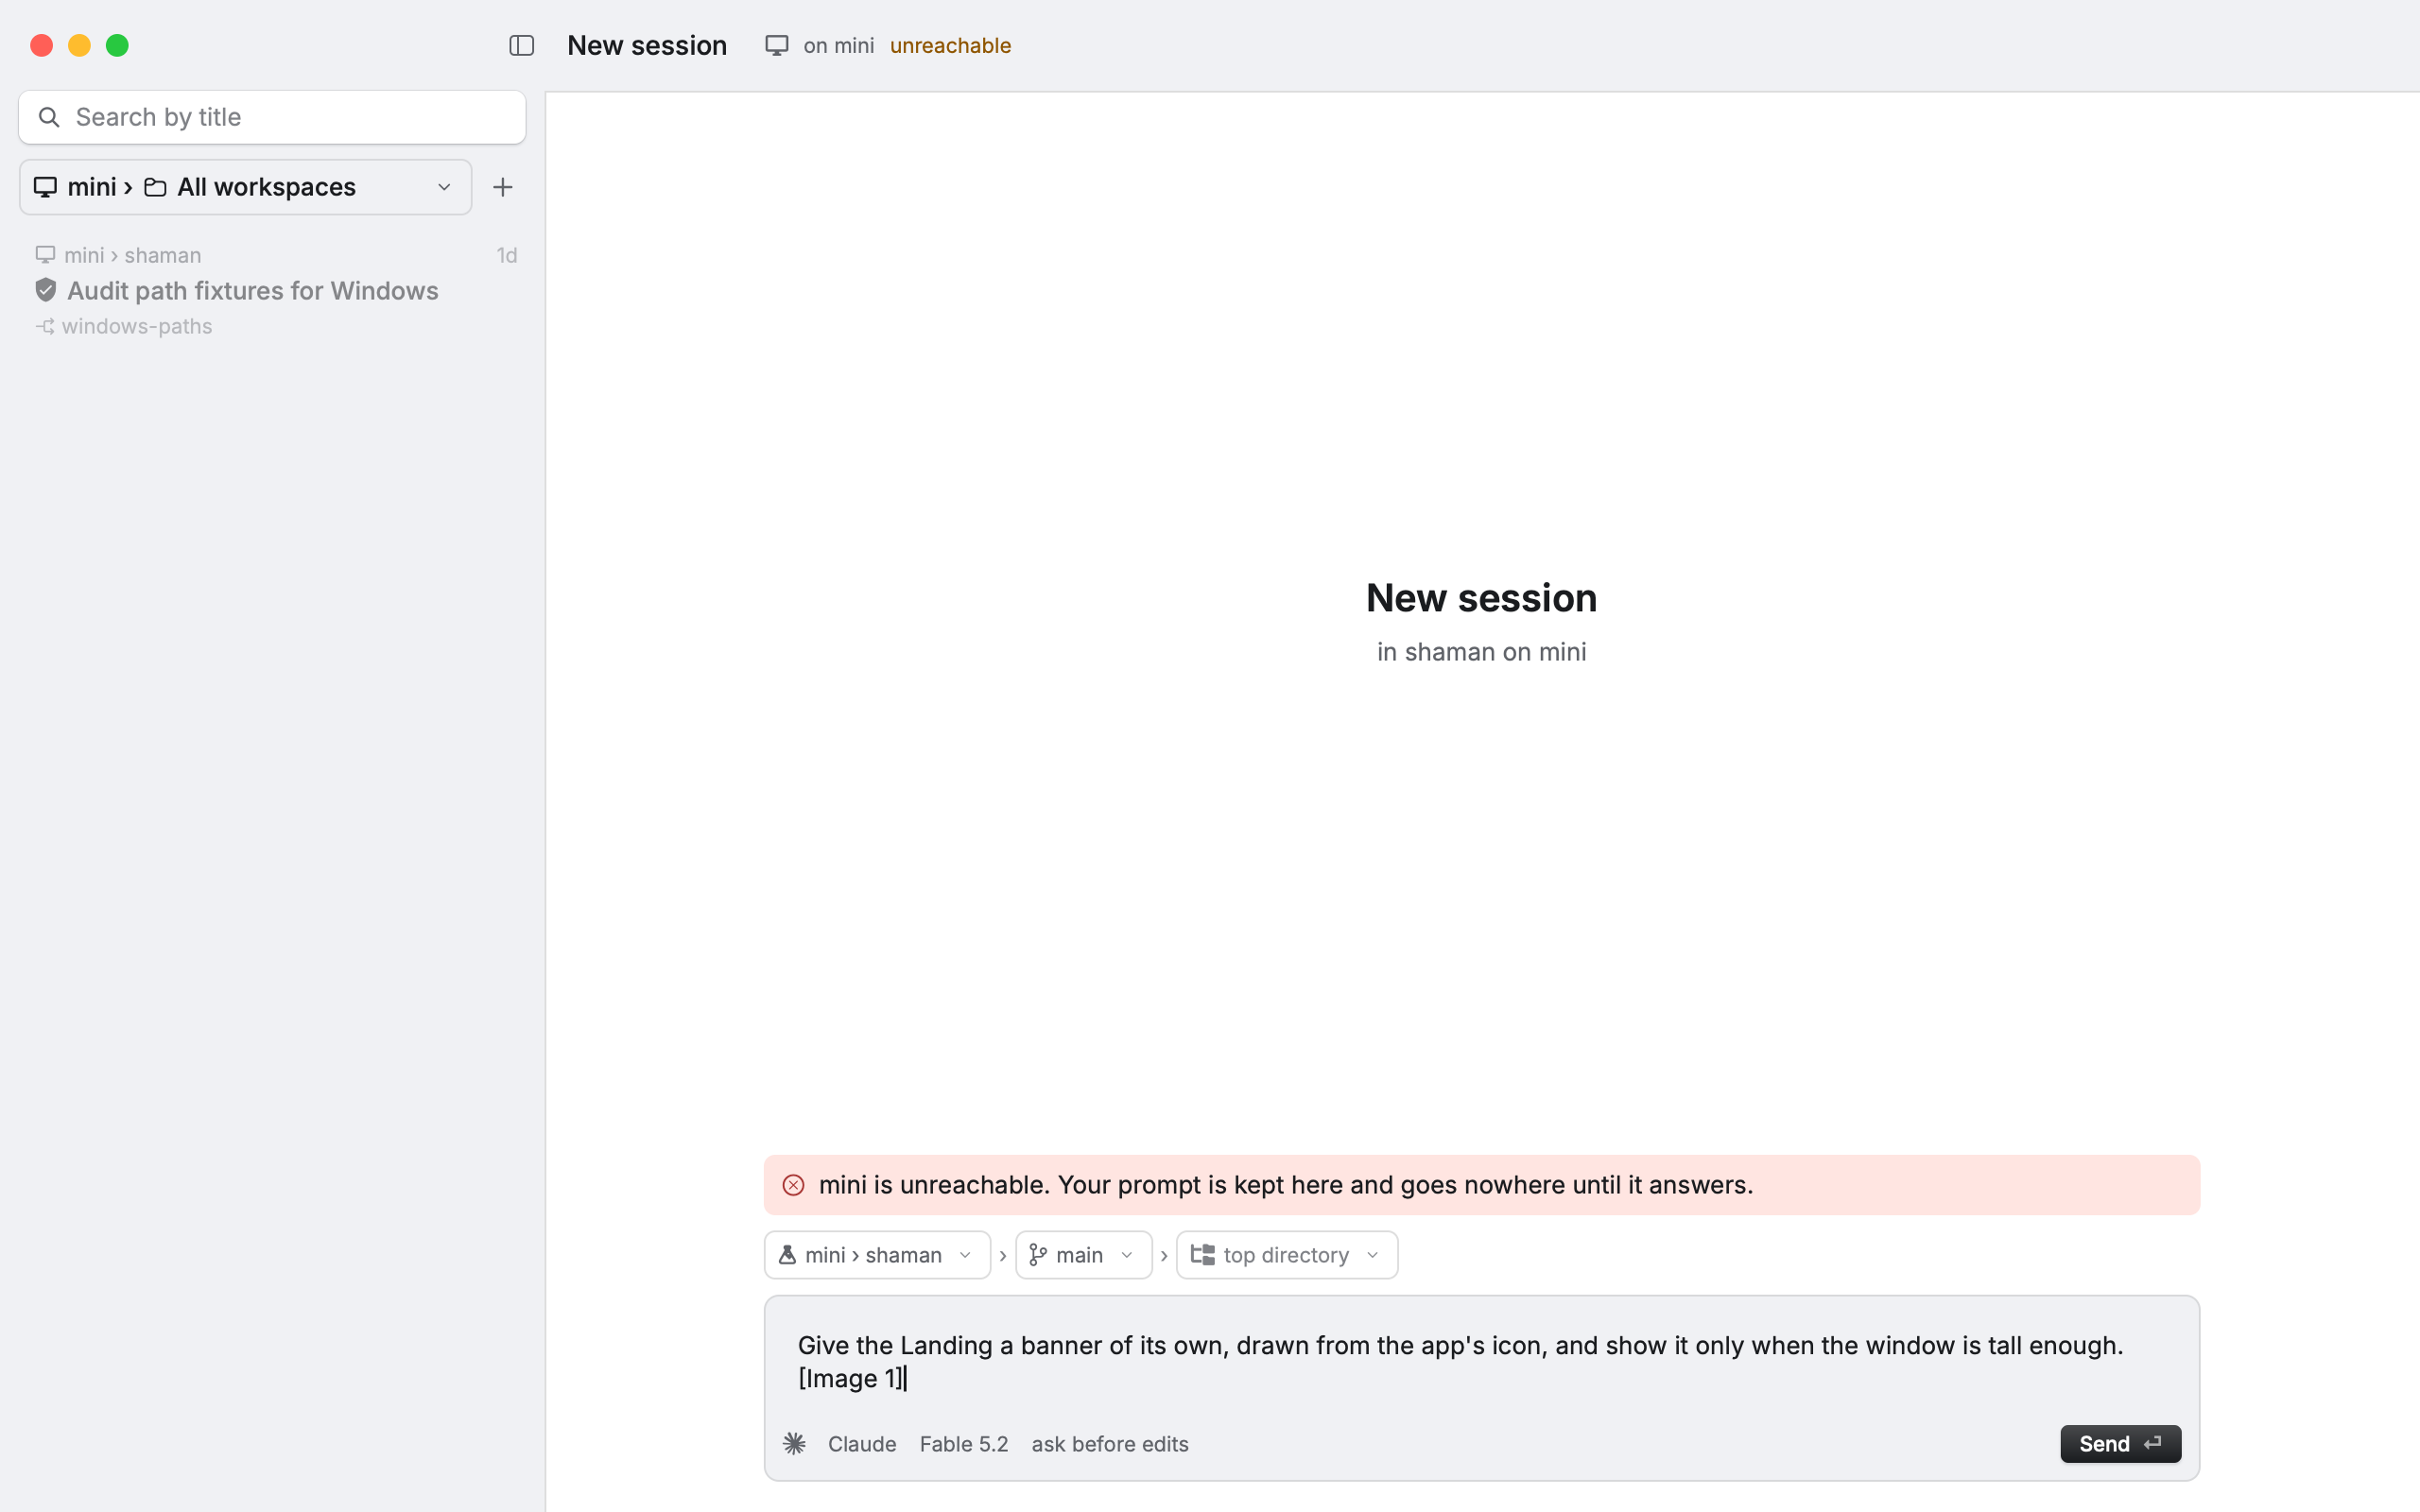 New session
on mini unreachable
Search by title
mini › All workspaces
mini › shaman 1d
Audit path fixtures for Windows
windows-paths
New session
in shaman on mini
mini is unreachable. Your prompt is kept here and goes nowhere until it answers.
mini › shaman › main › top directory
Give the Landing a banner of its own, drawn from the app's icon, and show it only when the window is tall enough.
[Image 1]
Claude Fable 5.2 ask before edits Send